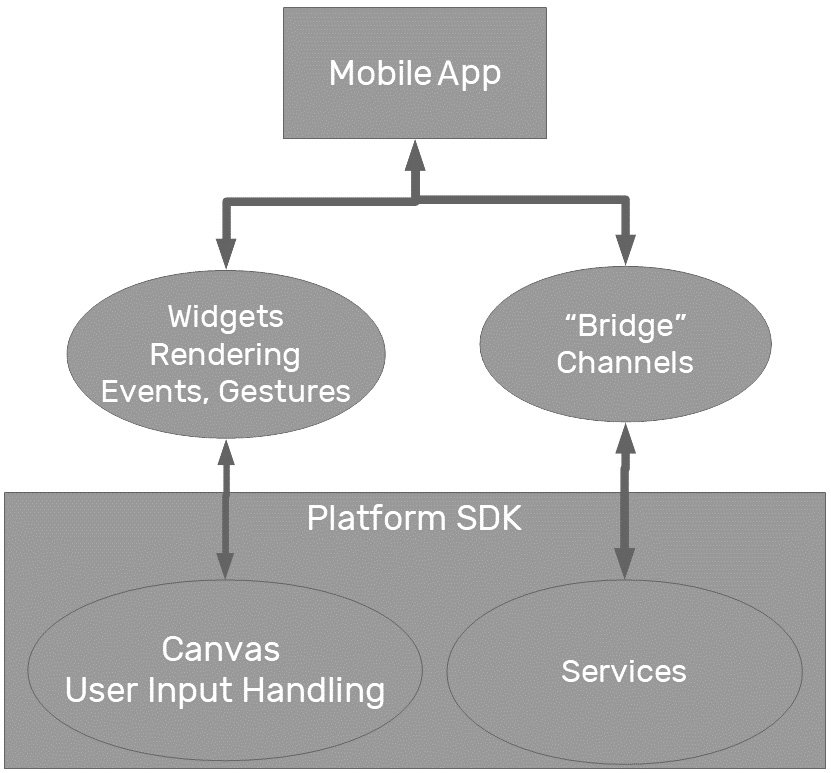 Mobile App
Widgets
Rendering
Events, Gestures
“Bridge”
Channels
Platform SDK
Canvas
User Input Handling
Services